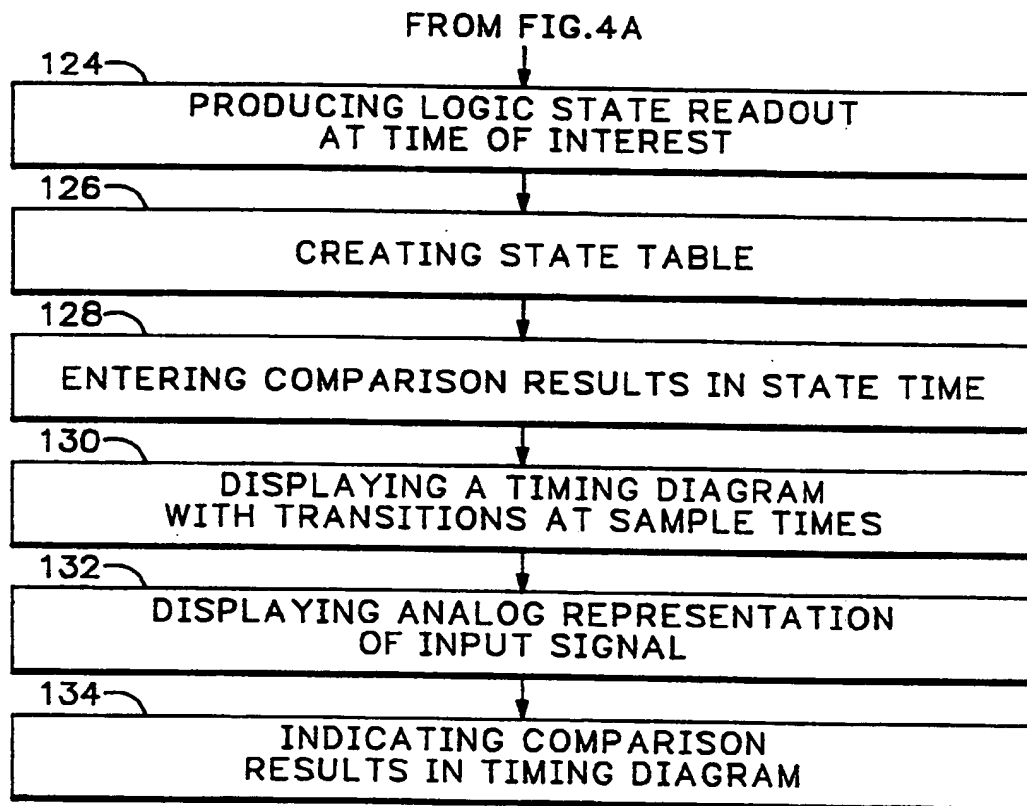 FROM FIG.4A
124
PRODUCING LOGIC STATE READOUT
AT TIME OF INTEREST
126
CREATING STATE TABLE
128
ENTERING COMPARISON RESULTS IN STATE TIME
130
DISPLAYING A TIMING DIAGRAM
WITH TRANSITIONS AT SAMPLE TIMES
132
DISPLAYING ANALOG REPRESENTATION
OF INPUT SIGNAL
134
INDICATING COMPARISON
RESULTS IN TIMING DIAGRAM